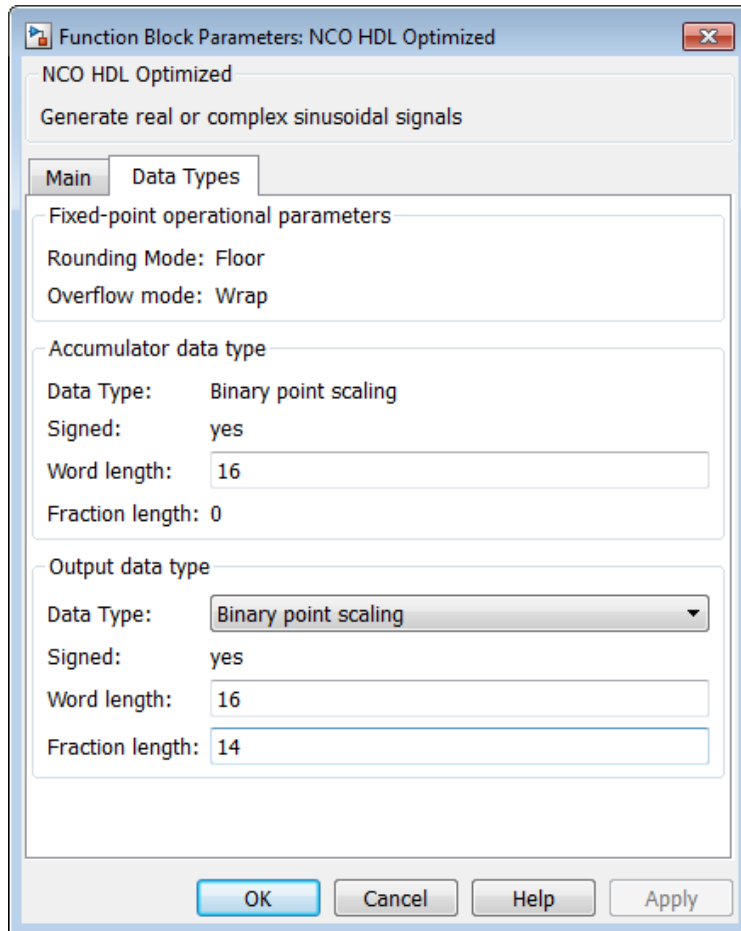 Function Block Parameters: NCO HDL Optimized
NCO HDL Optimized
Generate real or complex sinusoidal signals
Main Data Types
Fixed-point operational parameters
Rounding Mode: Floor
Overflow mode: Wrap
Accumulator data type
Data Type: Binary point scaling
Signed: yes
Word length: 16
Fraction length: 0
Output data type
Data Type: Binary point scaling
Signed: yes
Word length: 16
Fraction length: 14
OK Cancel Help Apply